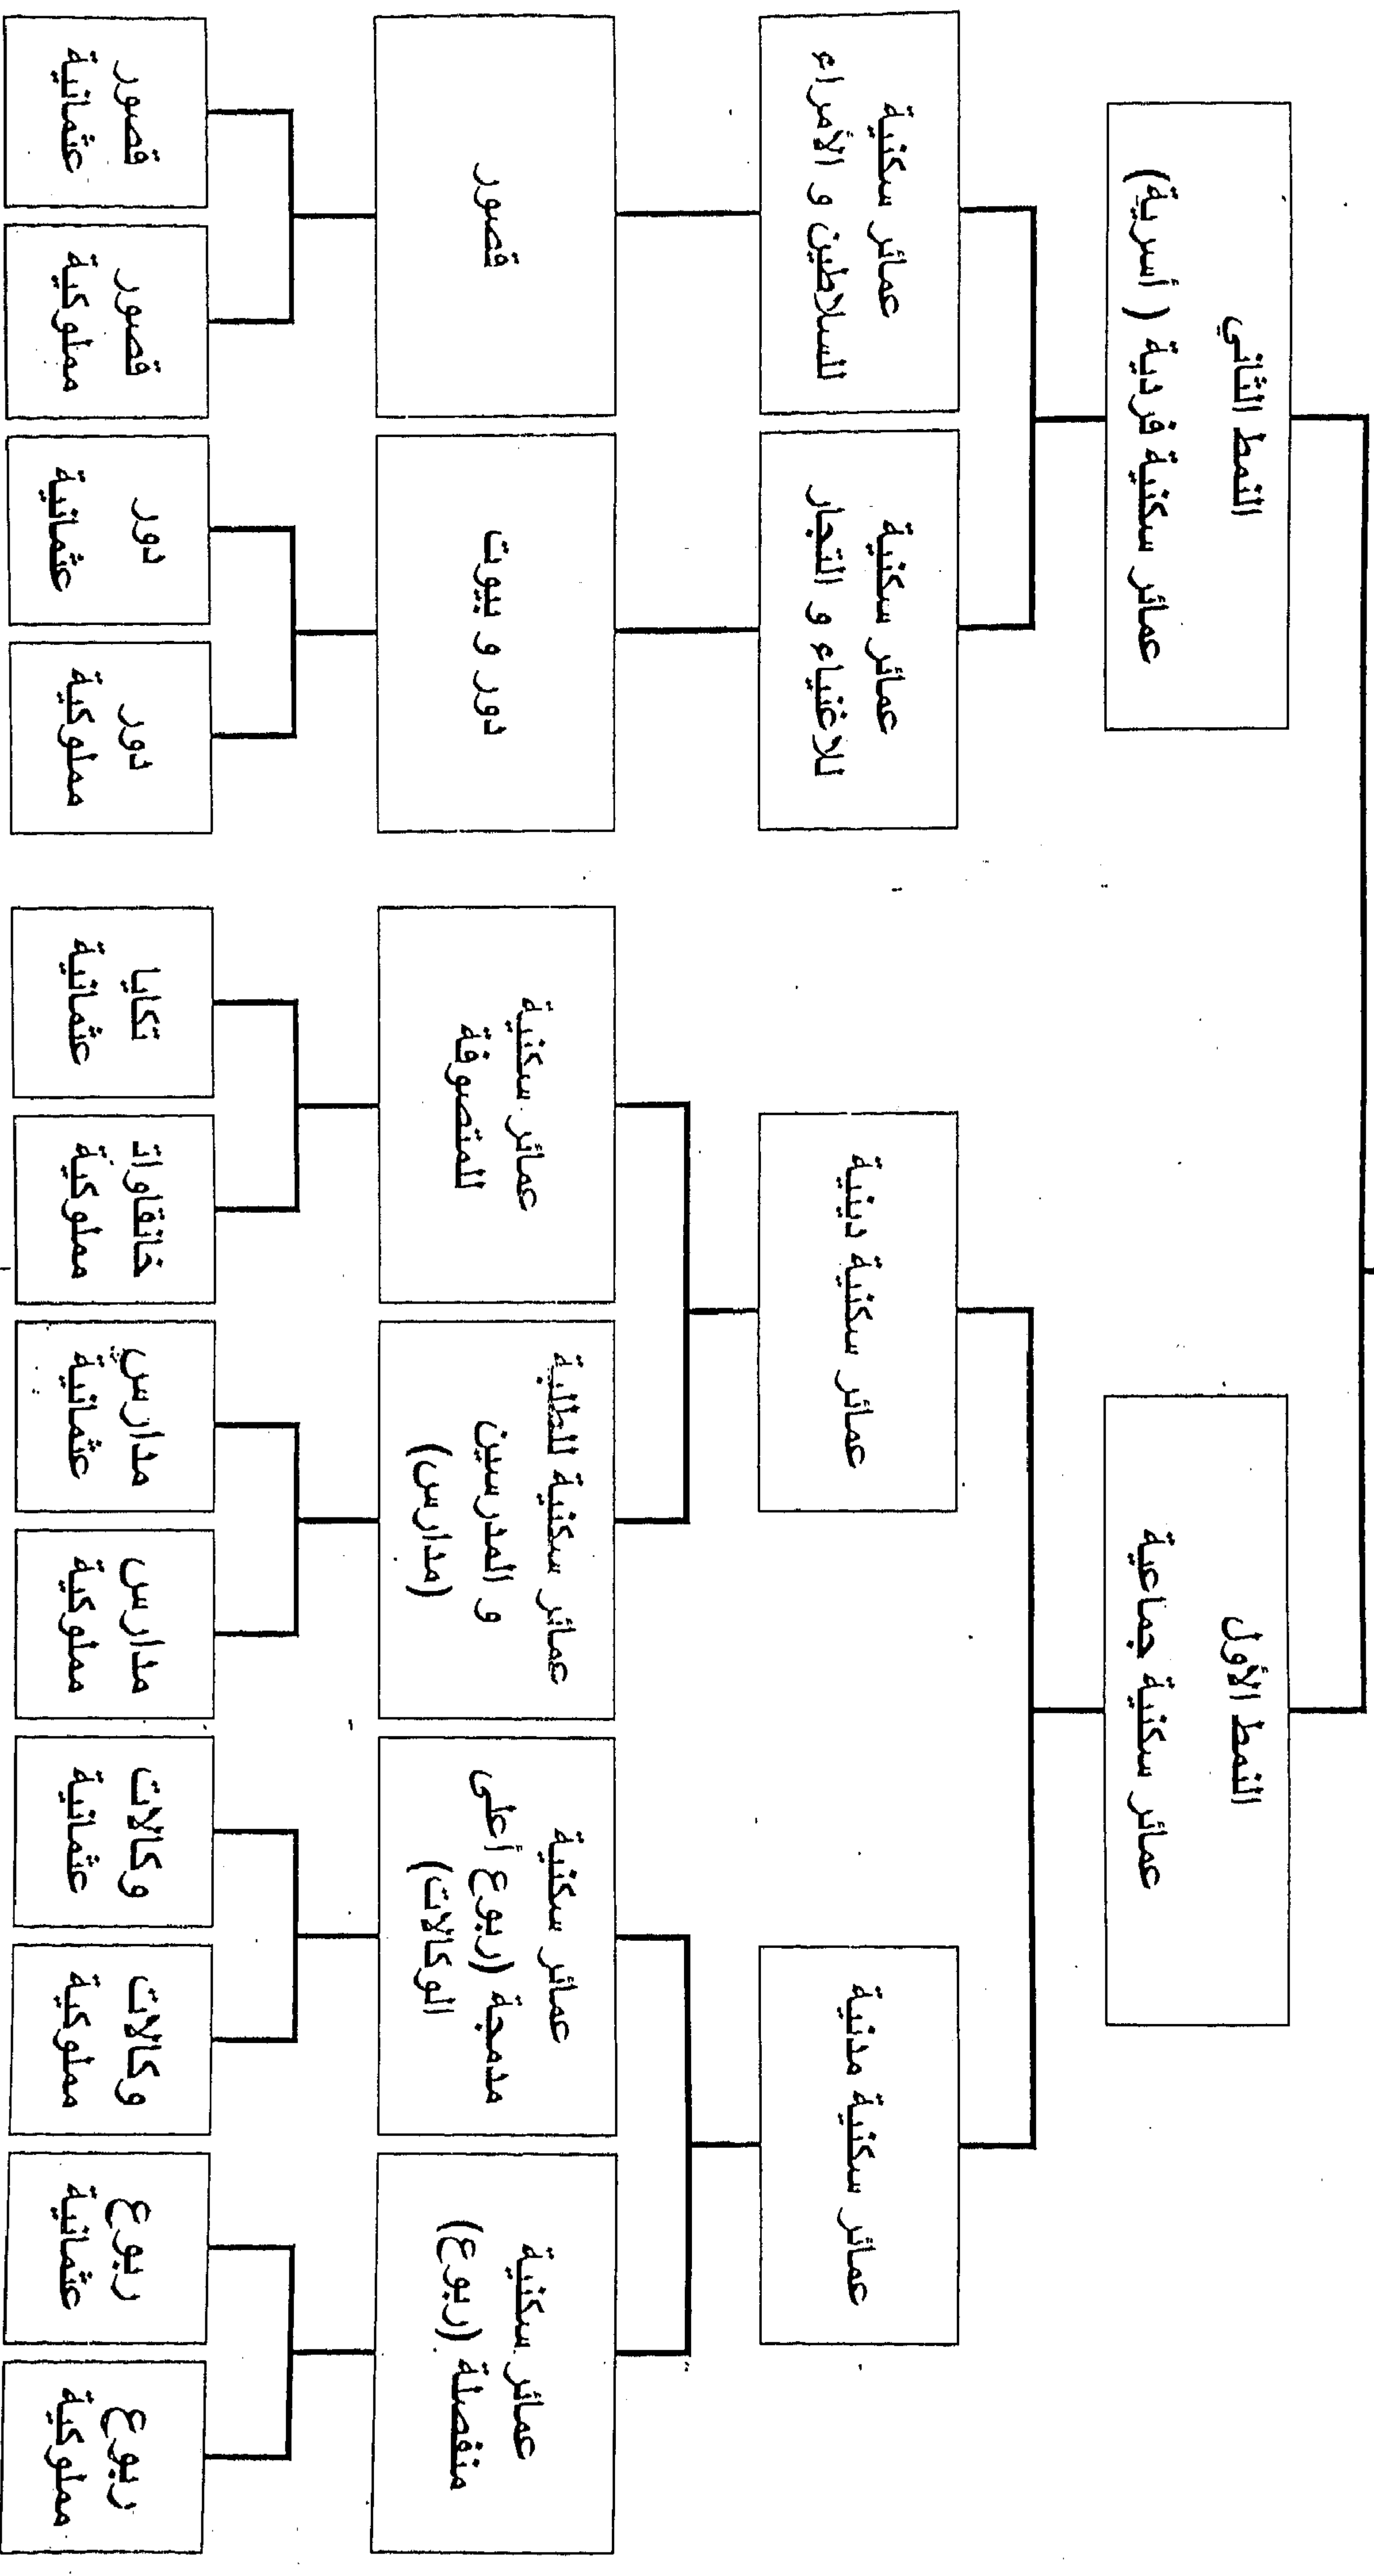 النمط الأول
عمائر سكنية جماعية
النمط الثاني
عمائر سكنية فردية ( أسرية)
عمائر سكنية مدنية
عمائر سكنية دينية
عمائر سكنية
للاغنياء و التجار
عمائر سكنية
للسلاطين و الأمراء
عمائر سكنية
منفصلة (ربوع)
عمائر سكنية
مدمجة (ربوع أعلى
الوكالات)
عمائر سكنية للطلبة
و المدرسين
(مدارس)
عمائر سكنية
للمتصوفة
دور و بيوت
قصور
ربوع
مملوكية
ربوع
عثمانية
وكالات
مملوكية
وكالات
عثمانية
مدارس
مملوكية
مدارس
عثمانية
خانقاوات
مملوكية
تكايا
عثمانية
دور
مملوكية
دور
عثمانية
قصور
مملوكية
قصور
عثمانية